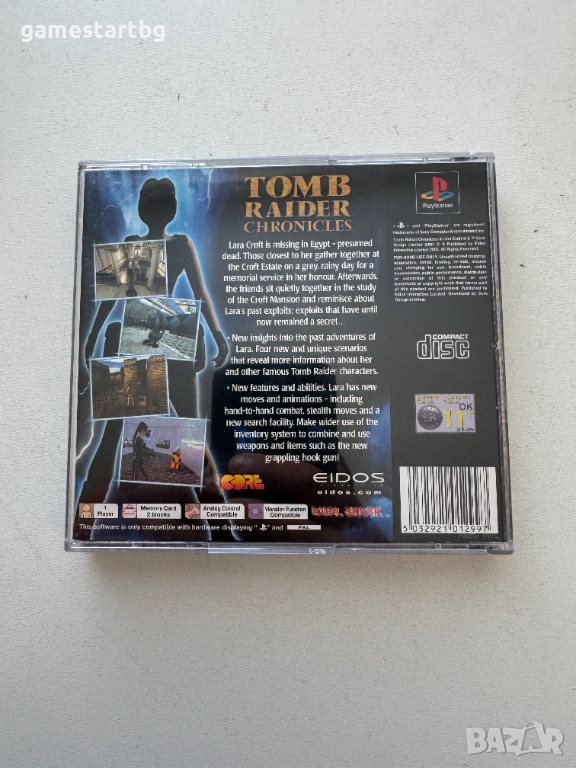 gamestartbg
TOMB
RAIDER
CHRONICLES
PlayStation
Lara Croft is missing in Egypt - presumed
dead. Those closest to her gather together
at the Croft Estate on a grey, rainy day for a
memorial service in her honour. Afterwards,
the friends sit quietly together in the study
of the Croft Mansion and reminisce about
Lara's past exploits; exploits that have until
now remained a secret...
• New insights into the past adventures of
Lara. Four new and unique scenarios
that reveal more information about her
and other famous Tomb Raider characters.
• New features and abilities. Lara has new
moves and animations - including
hand-to-hand combat, stealth moves and a
new search facility. Make wider use of the
inventory system to combine and use
weapons and items such as the new
grappling hook gun!
COMPACT
disc
OK
11
CORE
EIDOS
eidos.com
1
Player
Memory Card
2 blocks
Analog Control
Compatible
Vibration Function
Compatible
DUAL SHOCK
This software is only compatible with hardware displaying " " and PAL
5 032921 012997
BAZAR